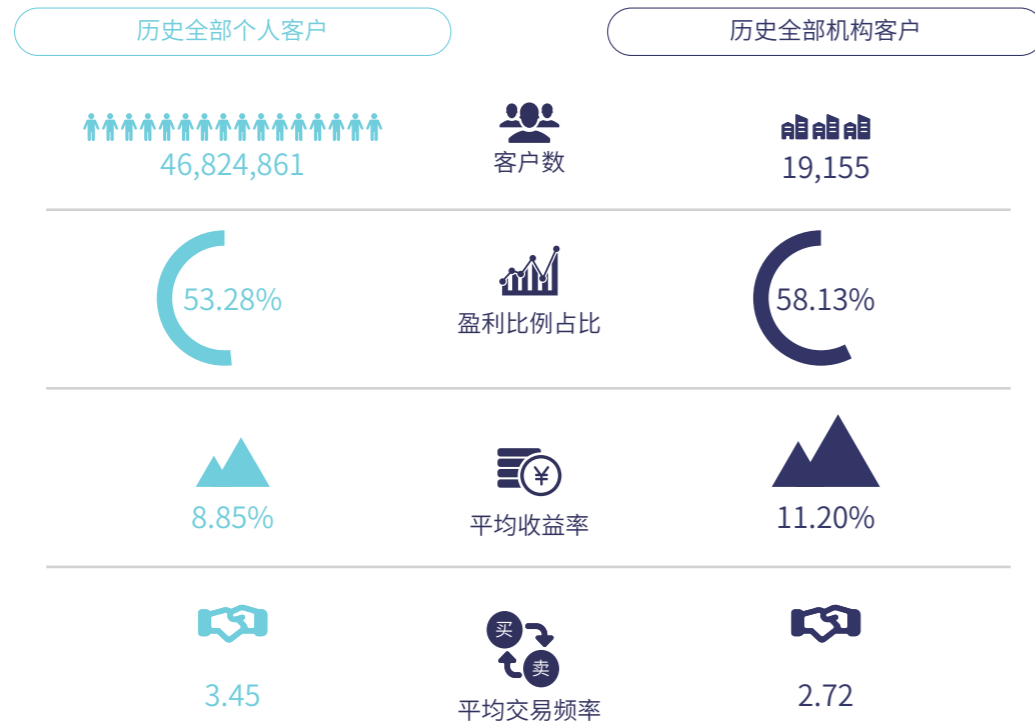 历史全部个人客户
历史全部机构客户
46,824,861
客户数
19,155
53.28%
盈利比例占比
58.13%
¥
8.85%
平均收益率
11.20%
买
卖
3.45
平均交易频率
2.72